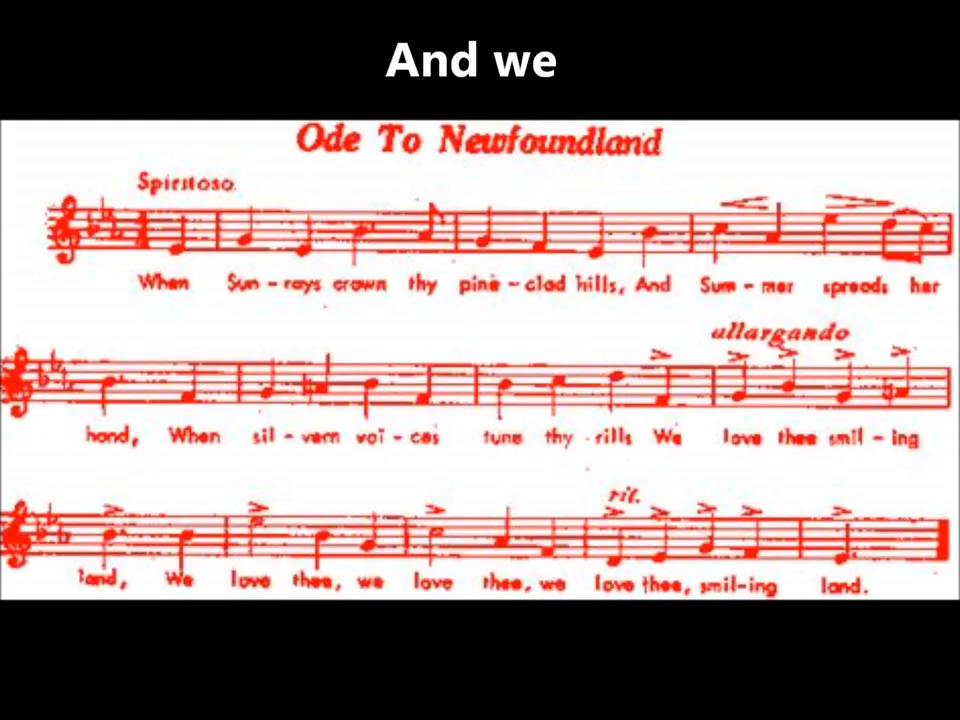 And we
Ode To Newfoundland
Spiritoso.
When Sun - rays crown thy pine - clad hills, And Sum - mer spreads her
allargando
hand, When sil - vern voi - ces tune thy rills We love thee smil - ing
rit.
land, We love thee, we love thee, we love thee, smil-ing land.